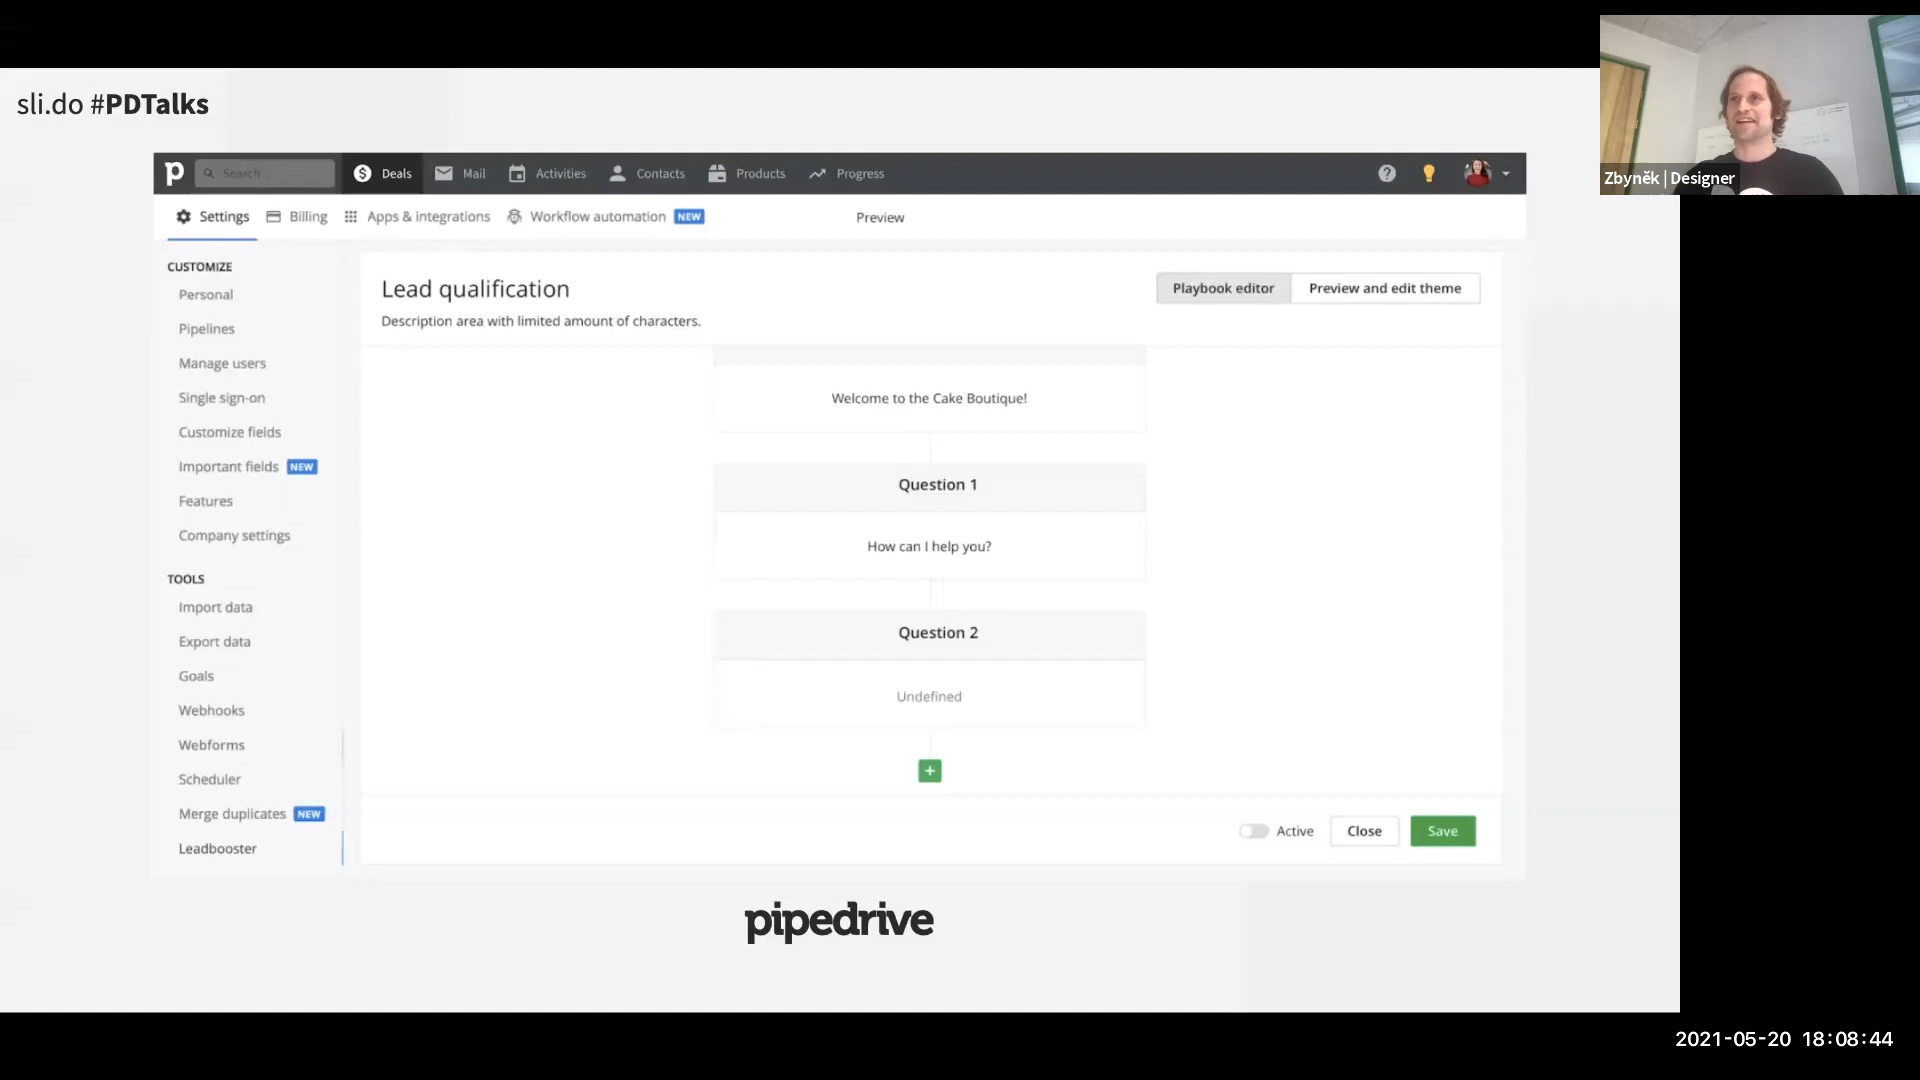 sli.do #PDTalks
Zbyněk | Designer
p Search Deals Mail Activities Contacts Products Progress
Settings Billing Apps & integrations Workflow automation NEW Preview
CUSTOMIZE
Personal
Pipelines
Manage users
Single sign-on
Customize fields
Important fields NEW
Features
Company settings
TOOLS
Import data
Export data
Goals
Webhooks
Webforms
Scheduler
Merge duplicates NEW
Leadbooster
Lead qualification
Description area with limited amount of characters.
Playbook editor Preview and edit theme
Welcome to the Cake Boutique!
Question 1
How can I help you?
Question 2
Undefined
+
Active Close Save
pipedrive
2021-05-20 18:08:44